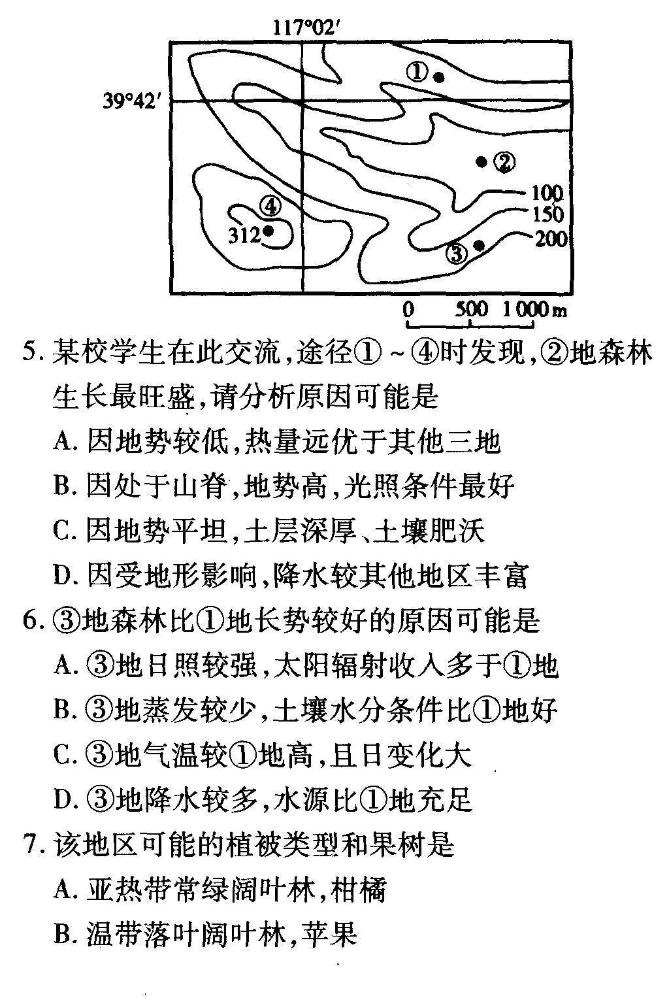 117°02′
①
39°42′
②
100
④
150
312
200
③
0 500 1000m
5. 某校学生在此交流,途径①~④时发现,②地森林
生长最旺盛,请分析原因可能是
A. 因地势较低,热量远优于其他三地
B. 因处于山脊,地势高,光照条件最好
C. 因地势平坦,土层深厚、土壤肥沃
D. 因受地形影响,降水较其他地区丰富
6. ③地森林比①地长势较好的原因可能是
A. ③地日照较强,太阳辐射收入多于①地
B. ③地蒸发较少,土壤水分条件比①地好
C. ③地气温较①地高,且日变化大
D. ③地降水较多,水源比①地充足
7. 该地区可能的植被类型和果树是
A. 亚热带常绿阔叶林,柑橘
B. 温带落叶阔叶林,苹果